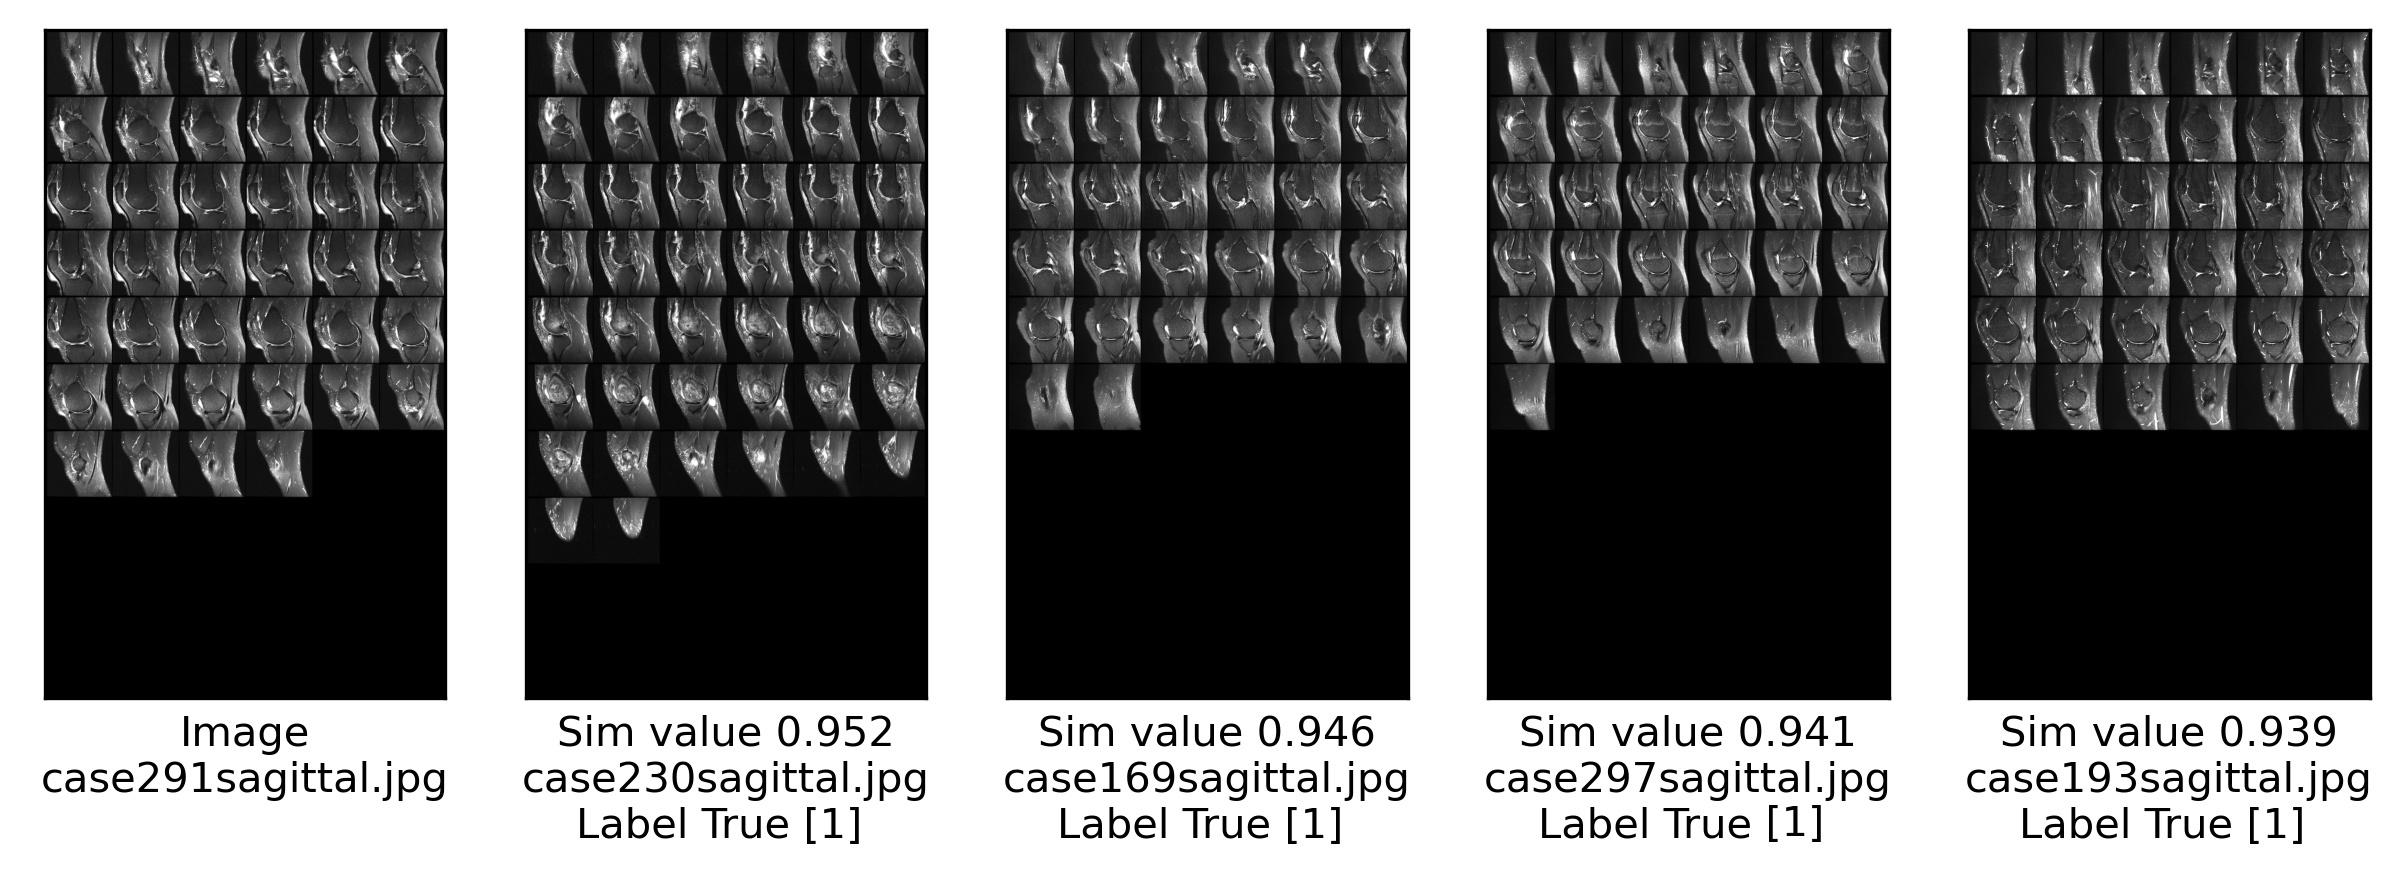 Image
case291sagittal.jpg
Sim value 0.952
case230sagittal.jpg
Label True [1]
Sim value 0.946
case169sagittal.jpg
Label True [1]
Sim value 0.941
case297sagittal.jpg
Label True [1]
Sim value 0.939
case193sagittal.jpg
Label True [1]